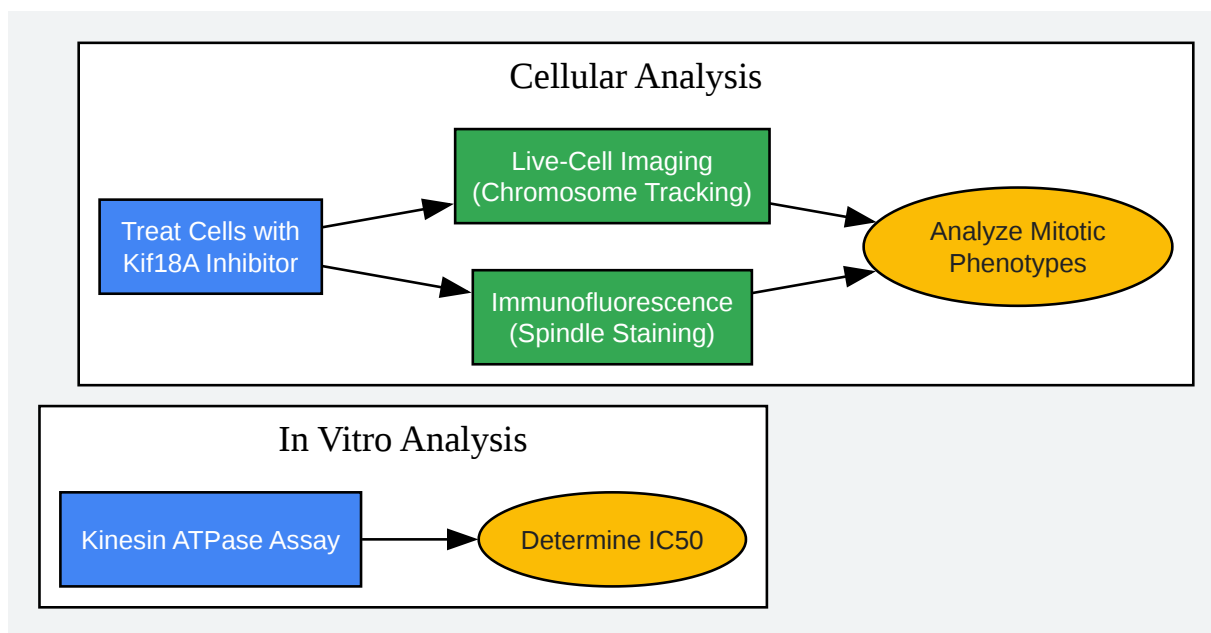 Cellular Analysis
Treat Cells with
Kif18A Inhibitor
Live-Cell Imaging
(Chromosome Tracking)
Immunofluorescence
(Spindle Staining)
Analyze Mitotic
Phenotypes
In Vitro Analysis
Kinesin ATPase Assay
Determine IC50